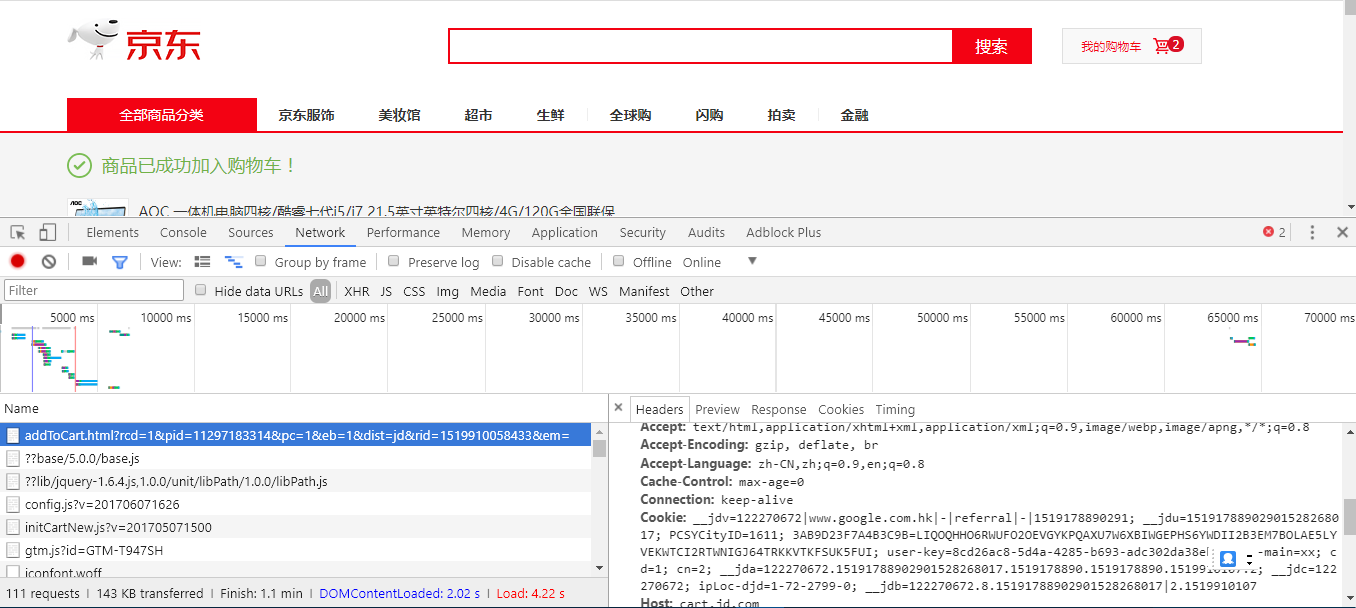 京东
搜索
我的购物车 2
全部商品分类 京东服饰 美妆馆 超市 生鲜 全球购 闪购 拍卖 金融
商品已成功加入购物车！
AOC
AOC 一体机电脑四核/酷睿七代i5/i7 21.5英寸英特尔四核/4G/120G全国联保
Elements Console Sources Network Performance Memory Application Security Audits Adblock Plus 2
View: Group by frame Preserve log Disable cache Offline Online
Filter Hide data URLs All XHR JS CSS Img Media Font Doc WS Manifest Other
5000 ms 10000 ms 15000 ms 20000 ms 25000 ms 30000 ms 35000 ms 40000 ms 45000 ms 50000 ms 55000 ms 60000 ms 65000 ms 70000 ms
Name
addToCart.html?rcd=1&pid=11297183314&pc=1&eb=1&dist=jd&rid=1519910058433&em=
??base/5.0.0/base.js
??lib/jquery-1.6.4.js,1.0.0/unit/libPath/1.0.0/libPath.js
config.js?v=201706071626
initCartNew.js?v=201705071500
gtm.js?id=GTM-T947SH
iconfont.woff
111 requests | 143 KB transferred | Finish: 1.1 min | DOMContentLoaded: 2.02 s | Load: 4.22 s
Headers Preview Response Cookies Timing
Accept: text/html,application/xhtml+xml,application/xml;q=0.9,image/webp,image/apng,*/*;q=0.8
Accept-Encoding: gzip, deflate, br
Accept-Language: zh-CN,zh;q=0.9,en;q=0.8
Cache-Control: max-age=0
Connection: keep-alive
Cookie: __jdv=122270672|www.google.com.hk|-|referral|-|1519178890291; __jdu=151917889029015282680
17; PCSYCityID=1611; 3AB9D23F7A4B3C9B=LIQOQHHO6RWUFO2OEVGYKPQAXU7W6XBIWGEPHS6YWDII2B3EM7BOLAE5LY
VEKWTCI2RTWNIGJ64TRKKVTKFSUK5FUI; user-key=8cd26ac8-5d4a-4285-b693-adc302da38e -main=xx; c
d=1; cn=2; __jda=122270672.15191788902901528268017.1519178890.1519178890. __jdc=122
270672; ipLoc-djd=1-72-2799-0; __jdb=122270672.8.15191788902901528268017|2.1519910107
Host: cart.jd.com